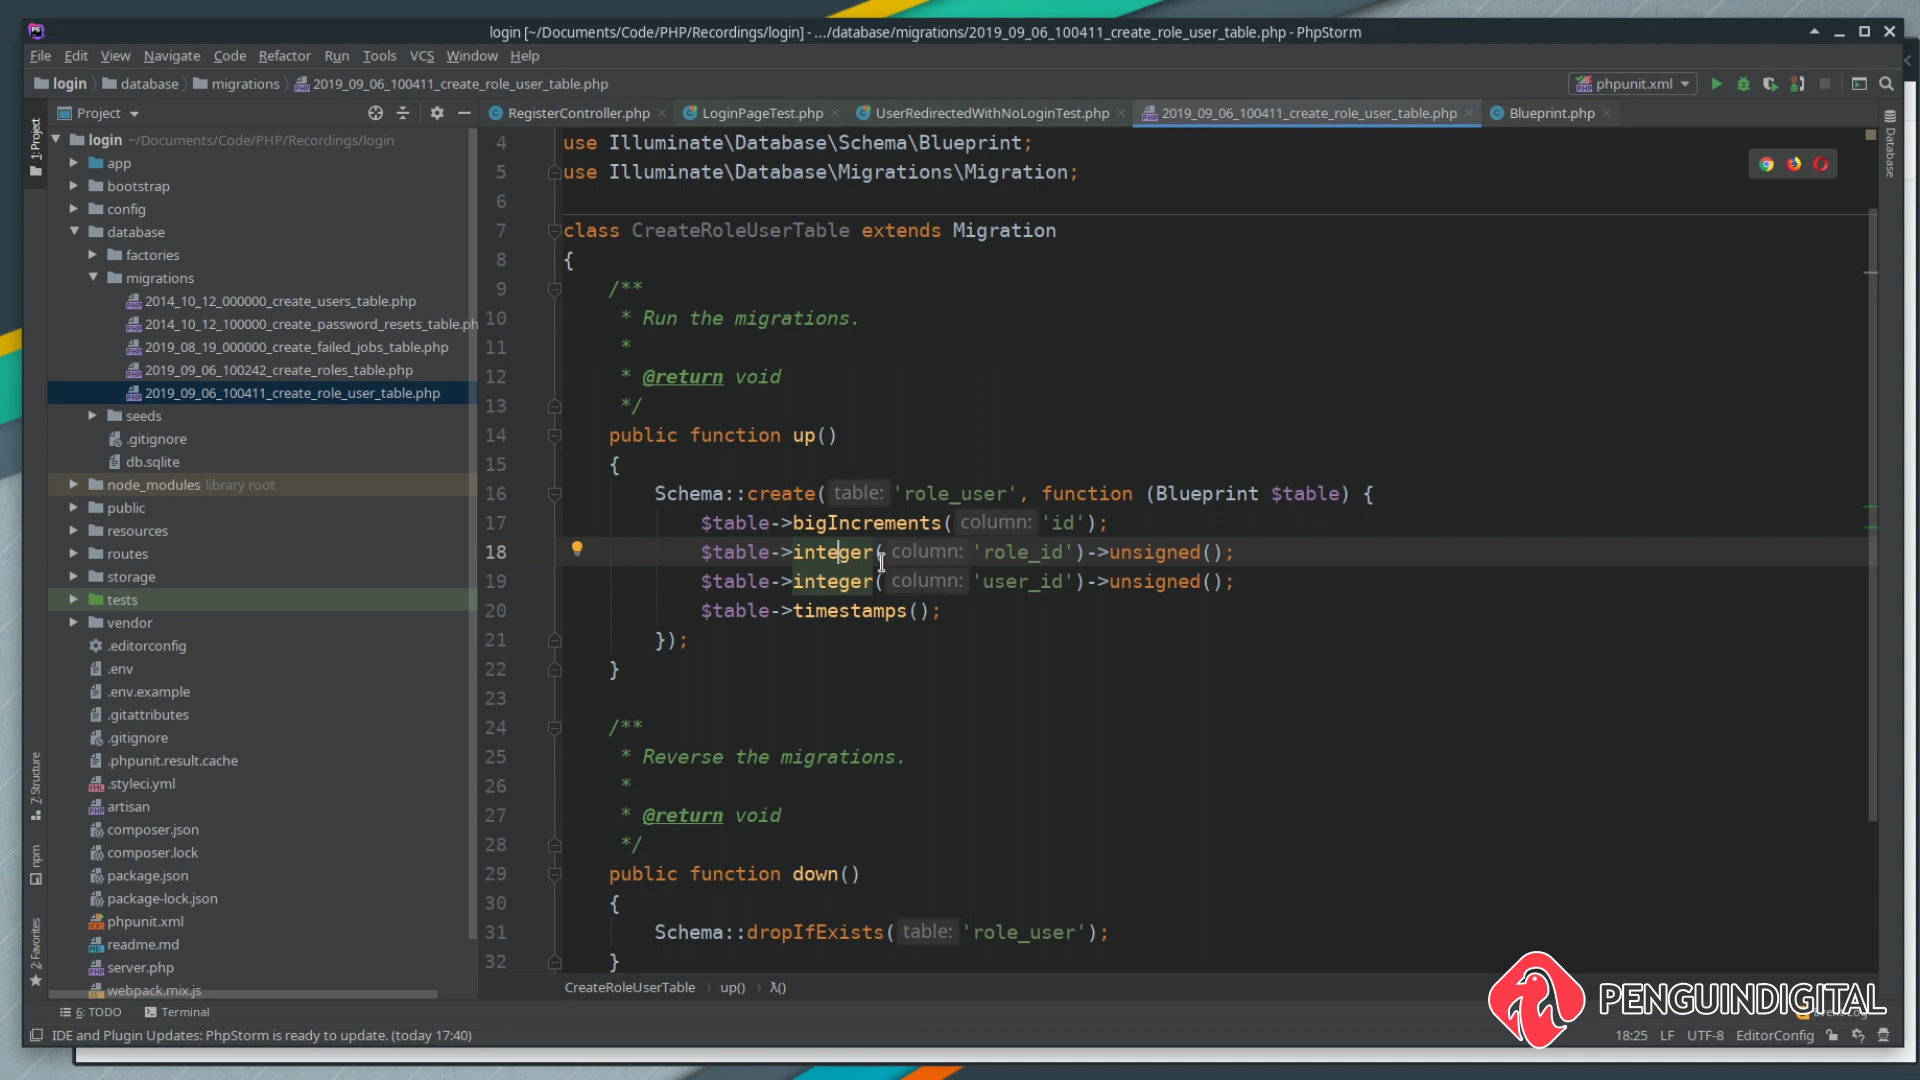 login [~/Documents/Code/PHP/Recordings/login] - .../database/migrations/2019_09_06_100411_create_role_user_table.php - PhpStorm
File Edit View Navigate Code Refactor Run Tools VCS Window Help
login database migrations 2019_09_06_100411_create_role_user_table.php
phpunit.xml
Project
RegisterController.php LoginPageTest.php UserRedirectedWithNoLoginTest.php 2019_09_06_100411_create_role_user_table.php Blueprint.php
1: Project
7: Structure
npm
2: Favorites
Database
login ~/Documents/Code/PHP/Recordings/login
app
bootstrap
config
database
factories
migrations
2014_10_12_000000_create_users_table.php
2014_10_12_100000_create_password_resets_table.ph
2019_08_19_000000_create_failed_jobs_table.php
2019_09_06_100242_create_roles_table.php
2019_09_06_100411_create_role_user_table.php
seeds
.gitignore
db.sqlite
node_modules library root
public
resources
routes
storage
tests
vendor
.editorconfig
.env
.env.example
.gitattributes
.gitignore
.phpunit.result.cache
.styleci.yml
artisan
composer.json
composer.lock
package.json
package-lock.json
phpunit.xml
readme.md
server.php
webpack.mix.js
4 use Illuminate\Database\Schema\Blueprint;
5 use Illuminate\Database\Migrations\Migration;
6
7 class CreateRoleUserTable extends Migration
8 {
9 /**
10 * Run the migrations.
11 *
12 * @return void
13 */
14 public function up()
15 {
16 Schema::create( table: 'role_user', function (Blueprint $table) {
17 $table->bigIncrements( column: 'id');
18 $table->integer( column: 'role_id')->unsigned();
19 $table->integer( column: 'user_id')->unsigned();
20 $table->timestamps();
21 });
22 }
23
24 /**
25 * Reverse the migrations.
26 *
27 * @return void
28 */
29 public function down()
30 {
31 Schema::dropIfExists( table: 'role_user');
32 }
CreateRoleUserTable › up() › λ()
PENGUINDIGITAL
6: TODO Terminal
IDE and Plugin Updates: PhpStorm is ready to update. (today 17:40)
18:25 LF UTF-8 EditorConfig